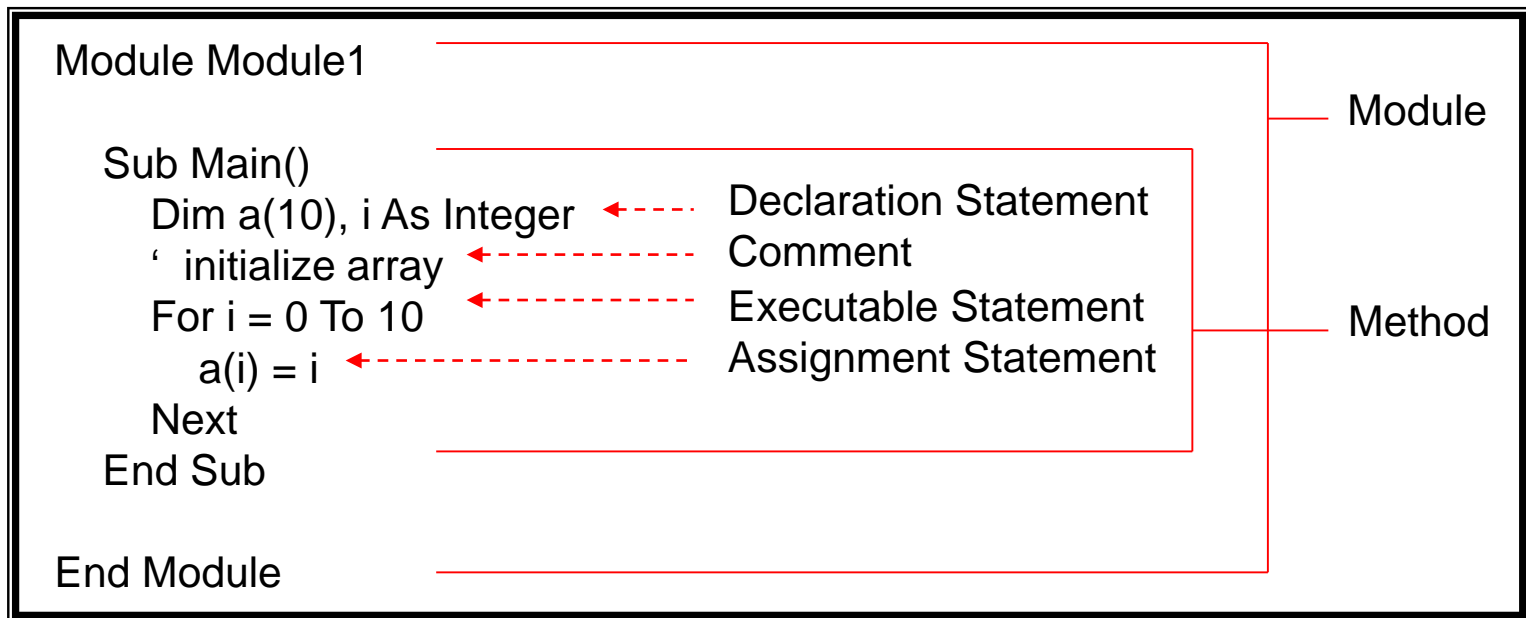 Module Module1
Module
Sub Main()
Dim a(10), i As Integer
Declaration Statement
‘ initialize array
Comment
For i = 0 To 10
Executable Statement
Method
a(i) = i
Assignment Statement
Next
End Sub
End Module